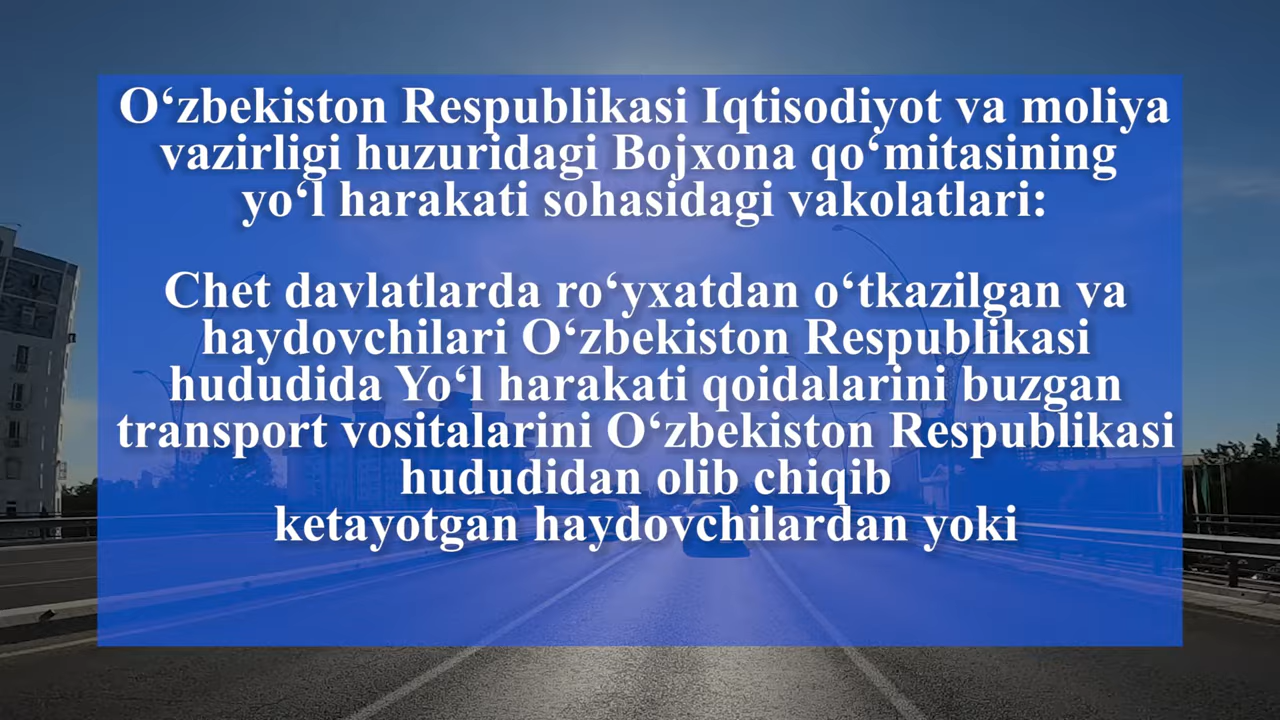 O‘zbekiston Respublikasi Iqtisodiyot va moliya
vazirligi huzuridagi Bojxona qo‘mitasining
yo‘l harakati sohasidagi vakolatlari:
Chet davlatlarda ro‘yxatdan o‘tkazilgan va
haydovchilari O‘zbekiston Respublikasi
hududida Yo‘l harakati qoidalarini buzgan
transport vositalarini O‘zbekiston Respublikasi
hududidan olib chiqib
ketayotgan haydovchilardan yoki